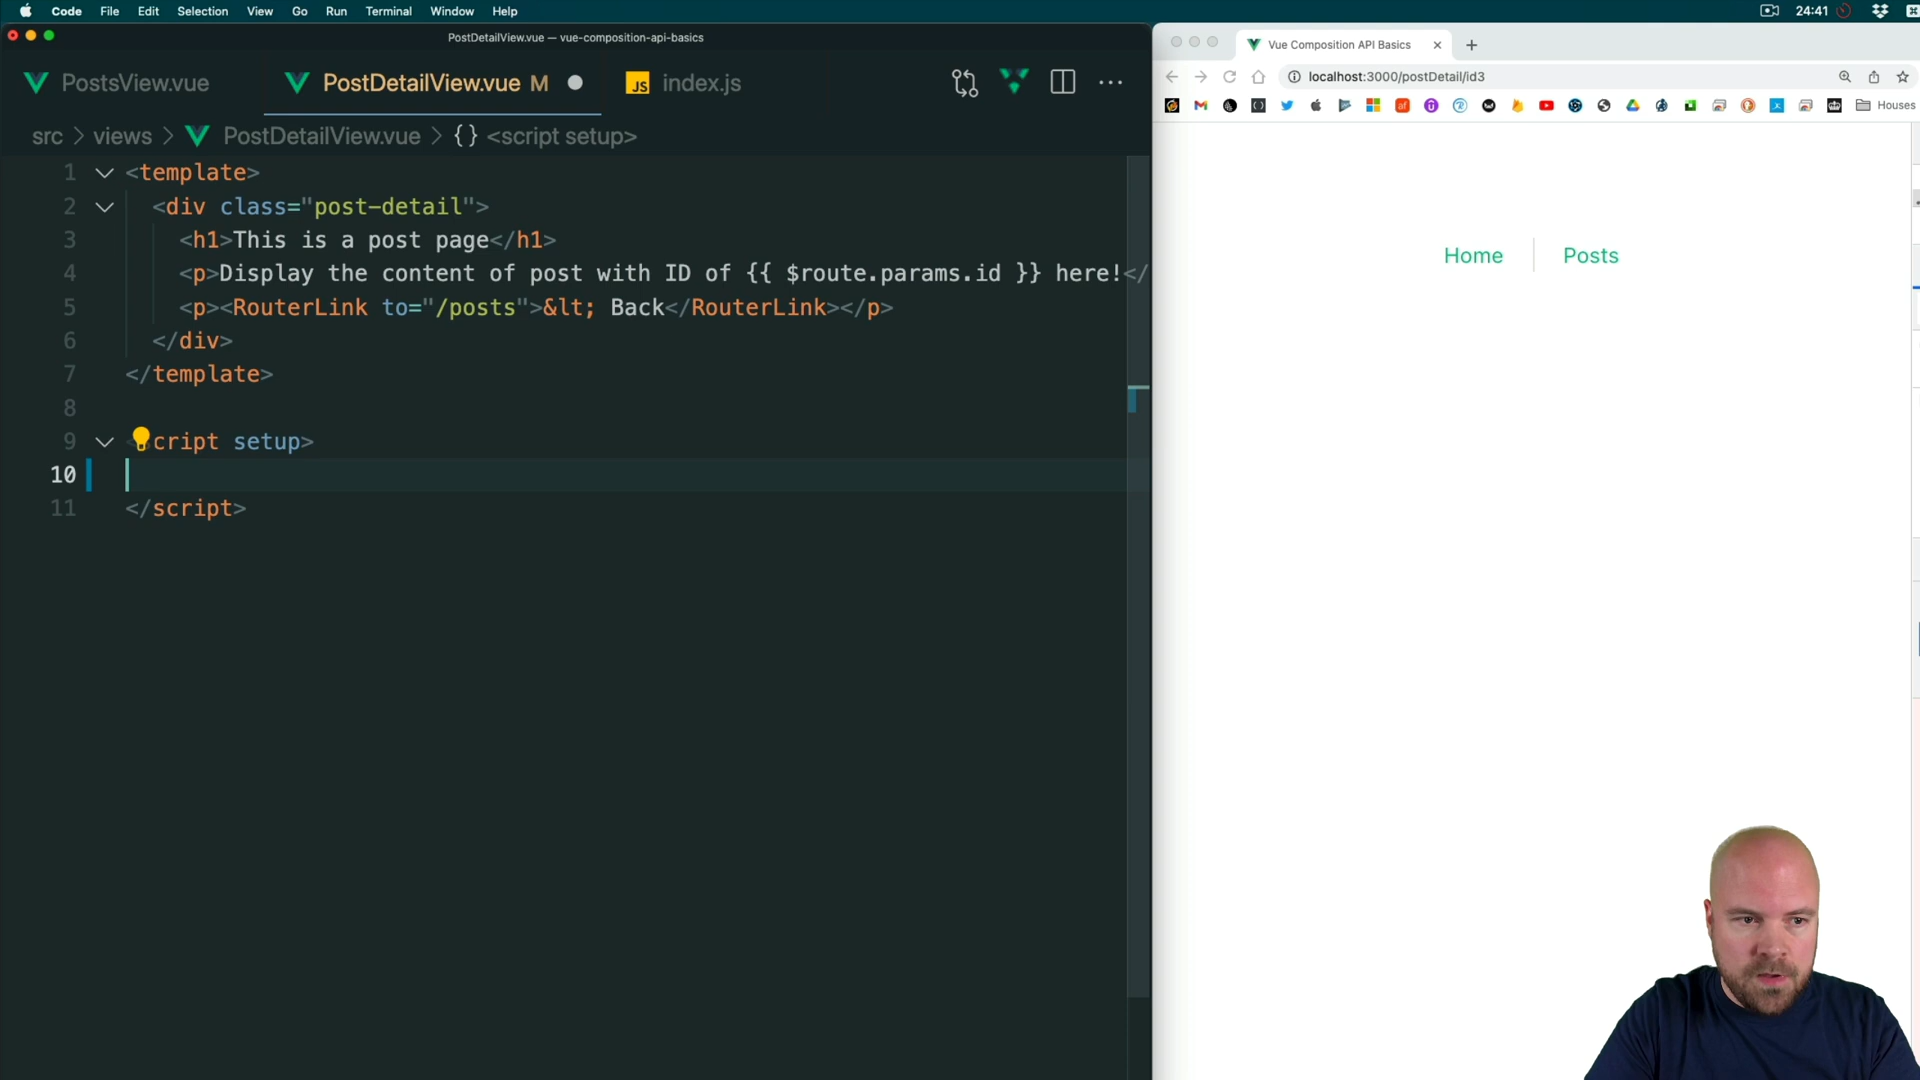 Code File Edit Selection View Go Run Terminal Window Help 24:41
PostDetailView.vue — vue-composition-api-basics
PostsView.vue PostDetailView.vue M JS index.js
src > views > PostDetailView.vue > {} <script setup>
1 <template>
2 <div class="post-detail">
3 <h1>This is a post page</h1>
4 <p>Display the content of post with ID of {{ $route.params.id }} here!</
5 <p><RouterLink to="/posts">&lt; Back</RouterLink></p>
6 </div>
7 </template>
8
9 cript setup>
10
11 </script>
Vue Composition API Basics
localhost:3000/postDetail/id3
Houses
Home Posts